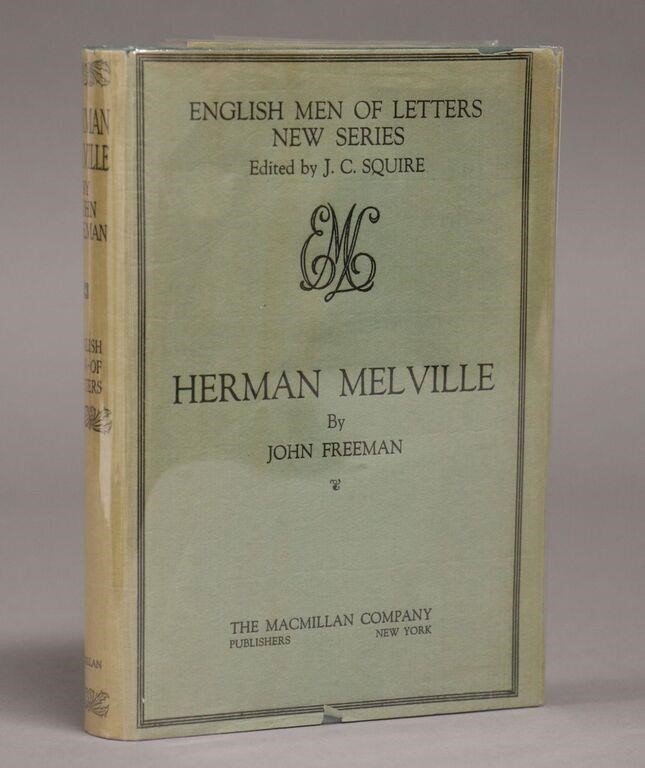 ENGLISH MEN OF LETTERS
NEW SERIES
Edited by J. C. SQUIRE
EML
HERMAN MELVILLE
By
JOHN FREEMAN
THE MACMILLAN COMPANY
PUBLISHERS NEW YORK